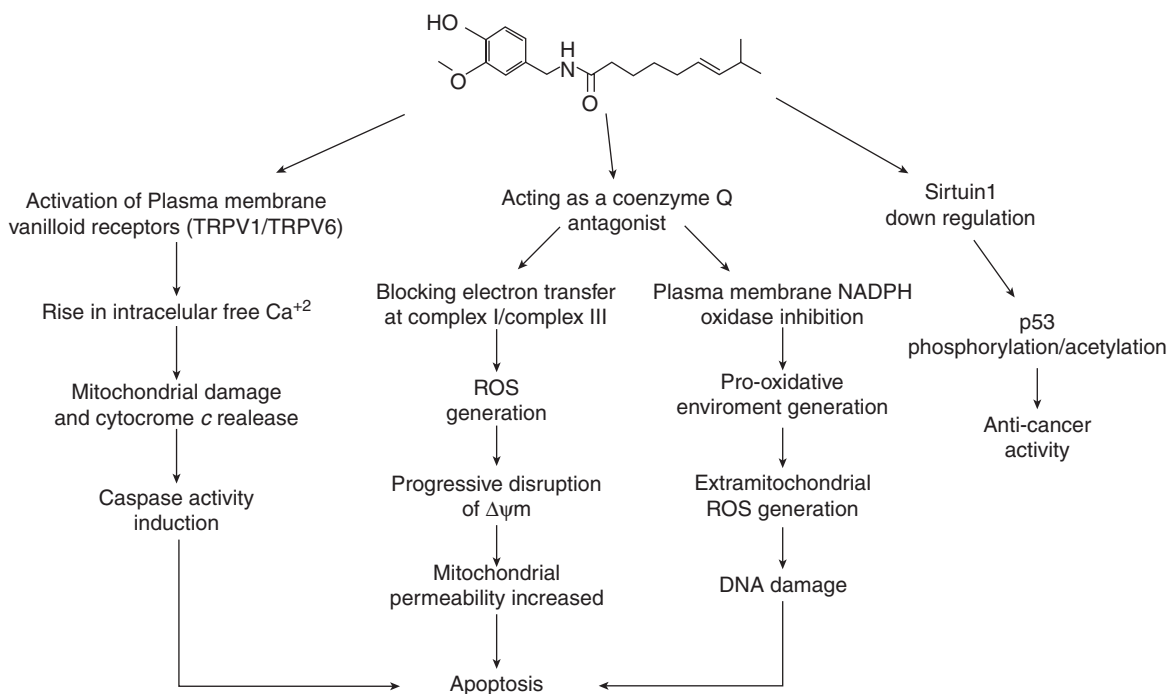 HO
O
H
N
O
Activation of Plasma membrane
vanilloid receptors (TRPV1/TRPV6)
Rise in intracelular free Ca+2
Mitochondrial damage
and cytocrome c realease
Caspase activity
induction
Acting as a coenzyme Q
antagonist
Blocking electron transfer
at complex I/complex III
ROS
generation
Progressive disruption
of Δψm
Mitochondrial
permeability increased
Plasma membrane NADPH
oxidase inhibition
Pro-oxidative
enviroment generation
Extramitochondrial
ROS generation
DNA damage
Apoptosis
Sirtuin1
down regulation
p53
phosphorylation/acetylation
Anti-cancer
activity